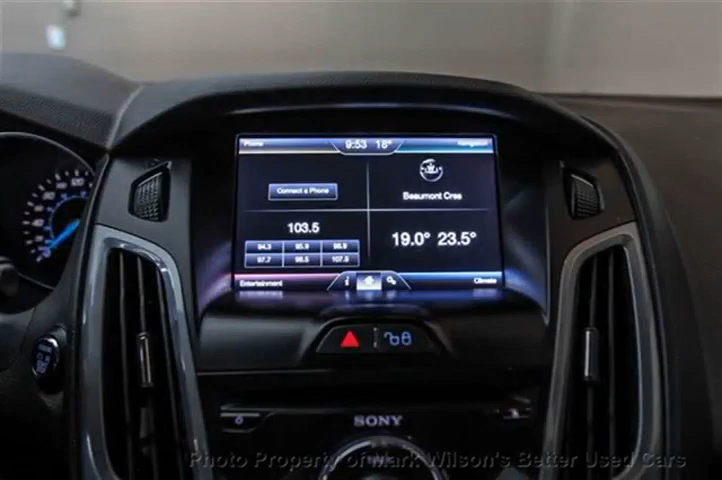 Phone 9:53 18° Navigation
Connect a Phone
Beaumont Cres
103.5
19.0° 23.5°
94.3 95.9 98.9
97.7 98.5 107.9
Entertainment i Climate
SONY
Photo Property of Mark Wilson's Better Used Cars